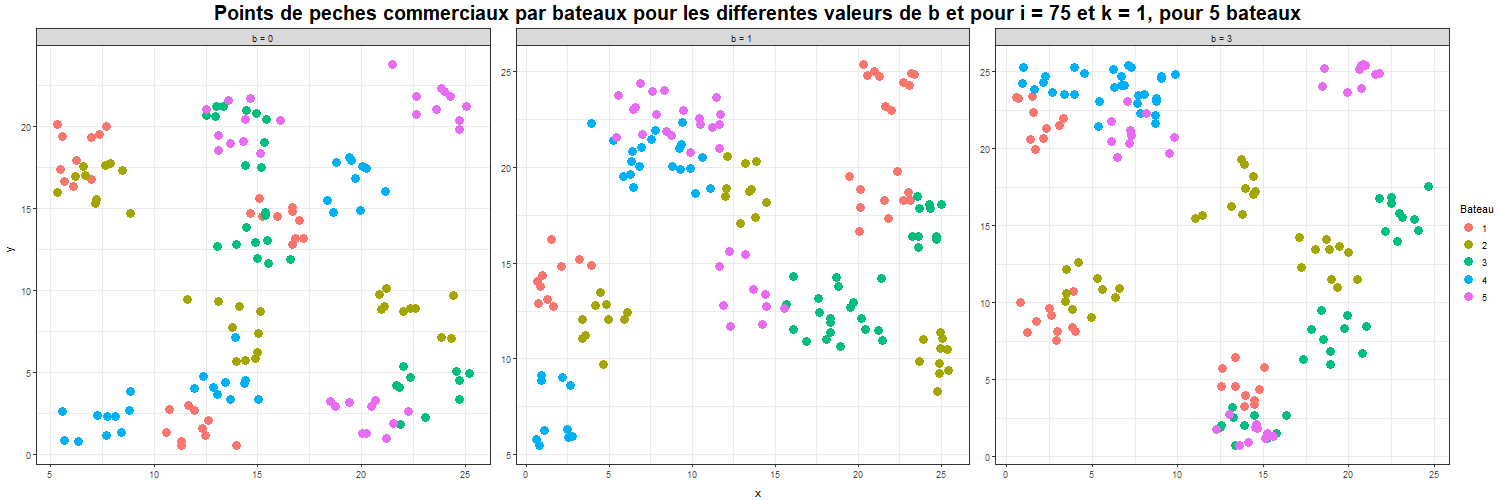 Points de peches commerciaux par bateaux pour les differentes valeurs de b et pour i = 75 et k = 1, pour 5 bateaux
b = 0
b = 1
b = 3
y
20
15
10
5
0
25
20
15
10
5
25
20
15
10
5
0
5 10 15 20 25
0 5 10 15 20 25
0 5 10 15 20 25
x
Bateau
1
2
3
4
5